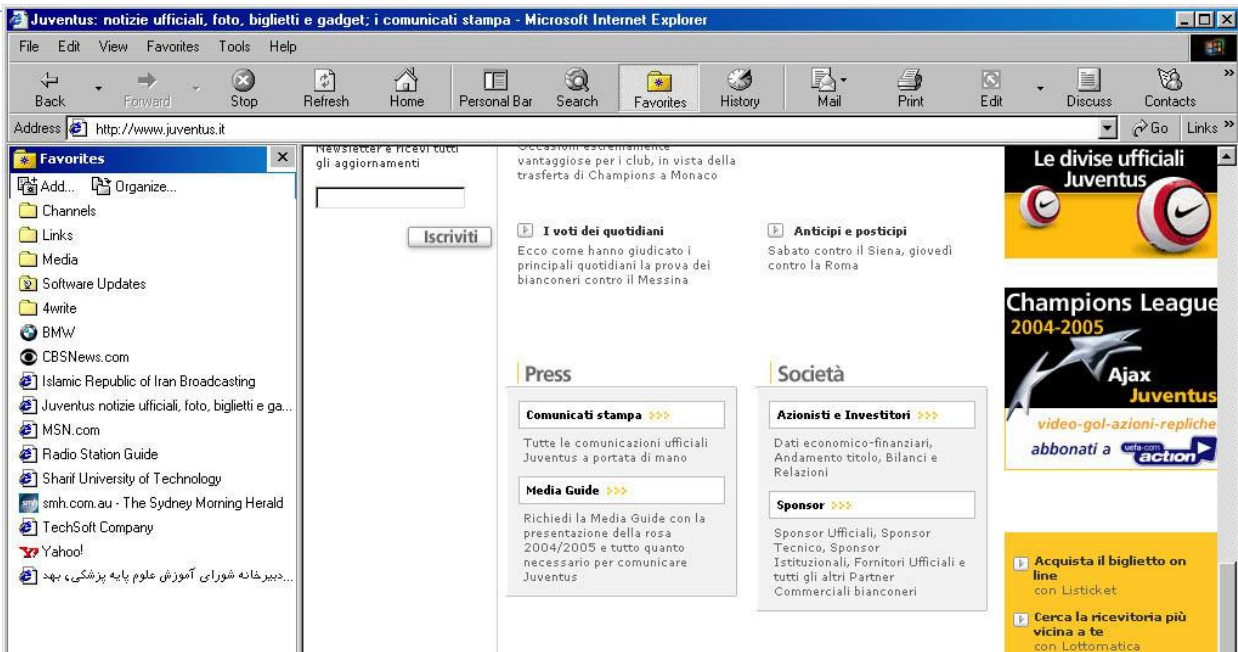 Juventus: notizie ufficiali, foto, biglietti e gadget; i comunicati stampa - Microsoft Internet Explorer
File Edit View Favorites Tools Help
Back Forward Stop Refresh Home Personal Bar Search Favorites History Mail Print Edit Discuss Contacts »
Address http://www.juventus.it Go Links »
Favorites
Add... Organize...
Channels
Links
Media
Software Updates
4write
BMW
CBSNews.com
Islamic Republic of Iran Broadcasting
Juventus notizie ufficiali, foto, biglietti e ga...
MSN.com
Radio Station Guide
Sharif University of Technology
smh.com.au - The Sydney Morning Herald
TechSoft Company
Yahoo!
دبیرخانه شورای آموزش علوم پایه پزشکی، بهد...
Newsletter e ricevi tutti
gli aggiornamenti
Iscriviti
Occasioni estremamente
vantaggiose per i club, in vista della
trasferta di Champions a Monaco
I voti dei quotidiani
Ecco come hanno giudicato i
principali quotidiani la prova dei
bianconeri contro il Messina
Anticipi e posticipi
Sabato contro il Siena, giovedì
contro la Roma
Press
Comunicati stampa >>>
Tutte le comunicazioni ufficiali
Juventus a portata di mano
Media Guide >>>
Richiedi la Media Guide con la
presentazione della rosa
2004/2005 e tutto quanto
necessario per comunicare
Juventus
Società
Azionisti e Investitori >>>
Dati economico-finanziari,
Andamento titolo, Bilanci e
Relazioni
Sponsor >>>
Sponsor Ufficiali, Sponsor
Tecnico, Sponsor
Istituzionali, Fornitori Ufficiali e
tutti gli altri Partner
Commerciali bianconeri
Le divise ufficiali
Juventus
Champions League
2004-2005
Ajax
Juventus
video-gol-azioni-repliche
abbonati a uefa.com action
Acquista il biglietto on
line
con Listicket
Cerca la ricevitoria più
vicina a te
con Lottomatica